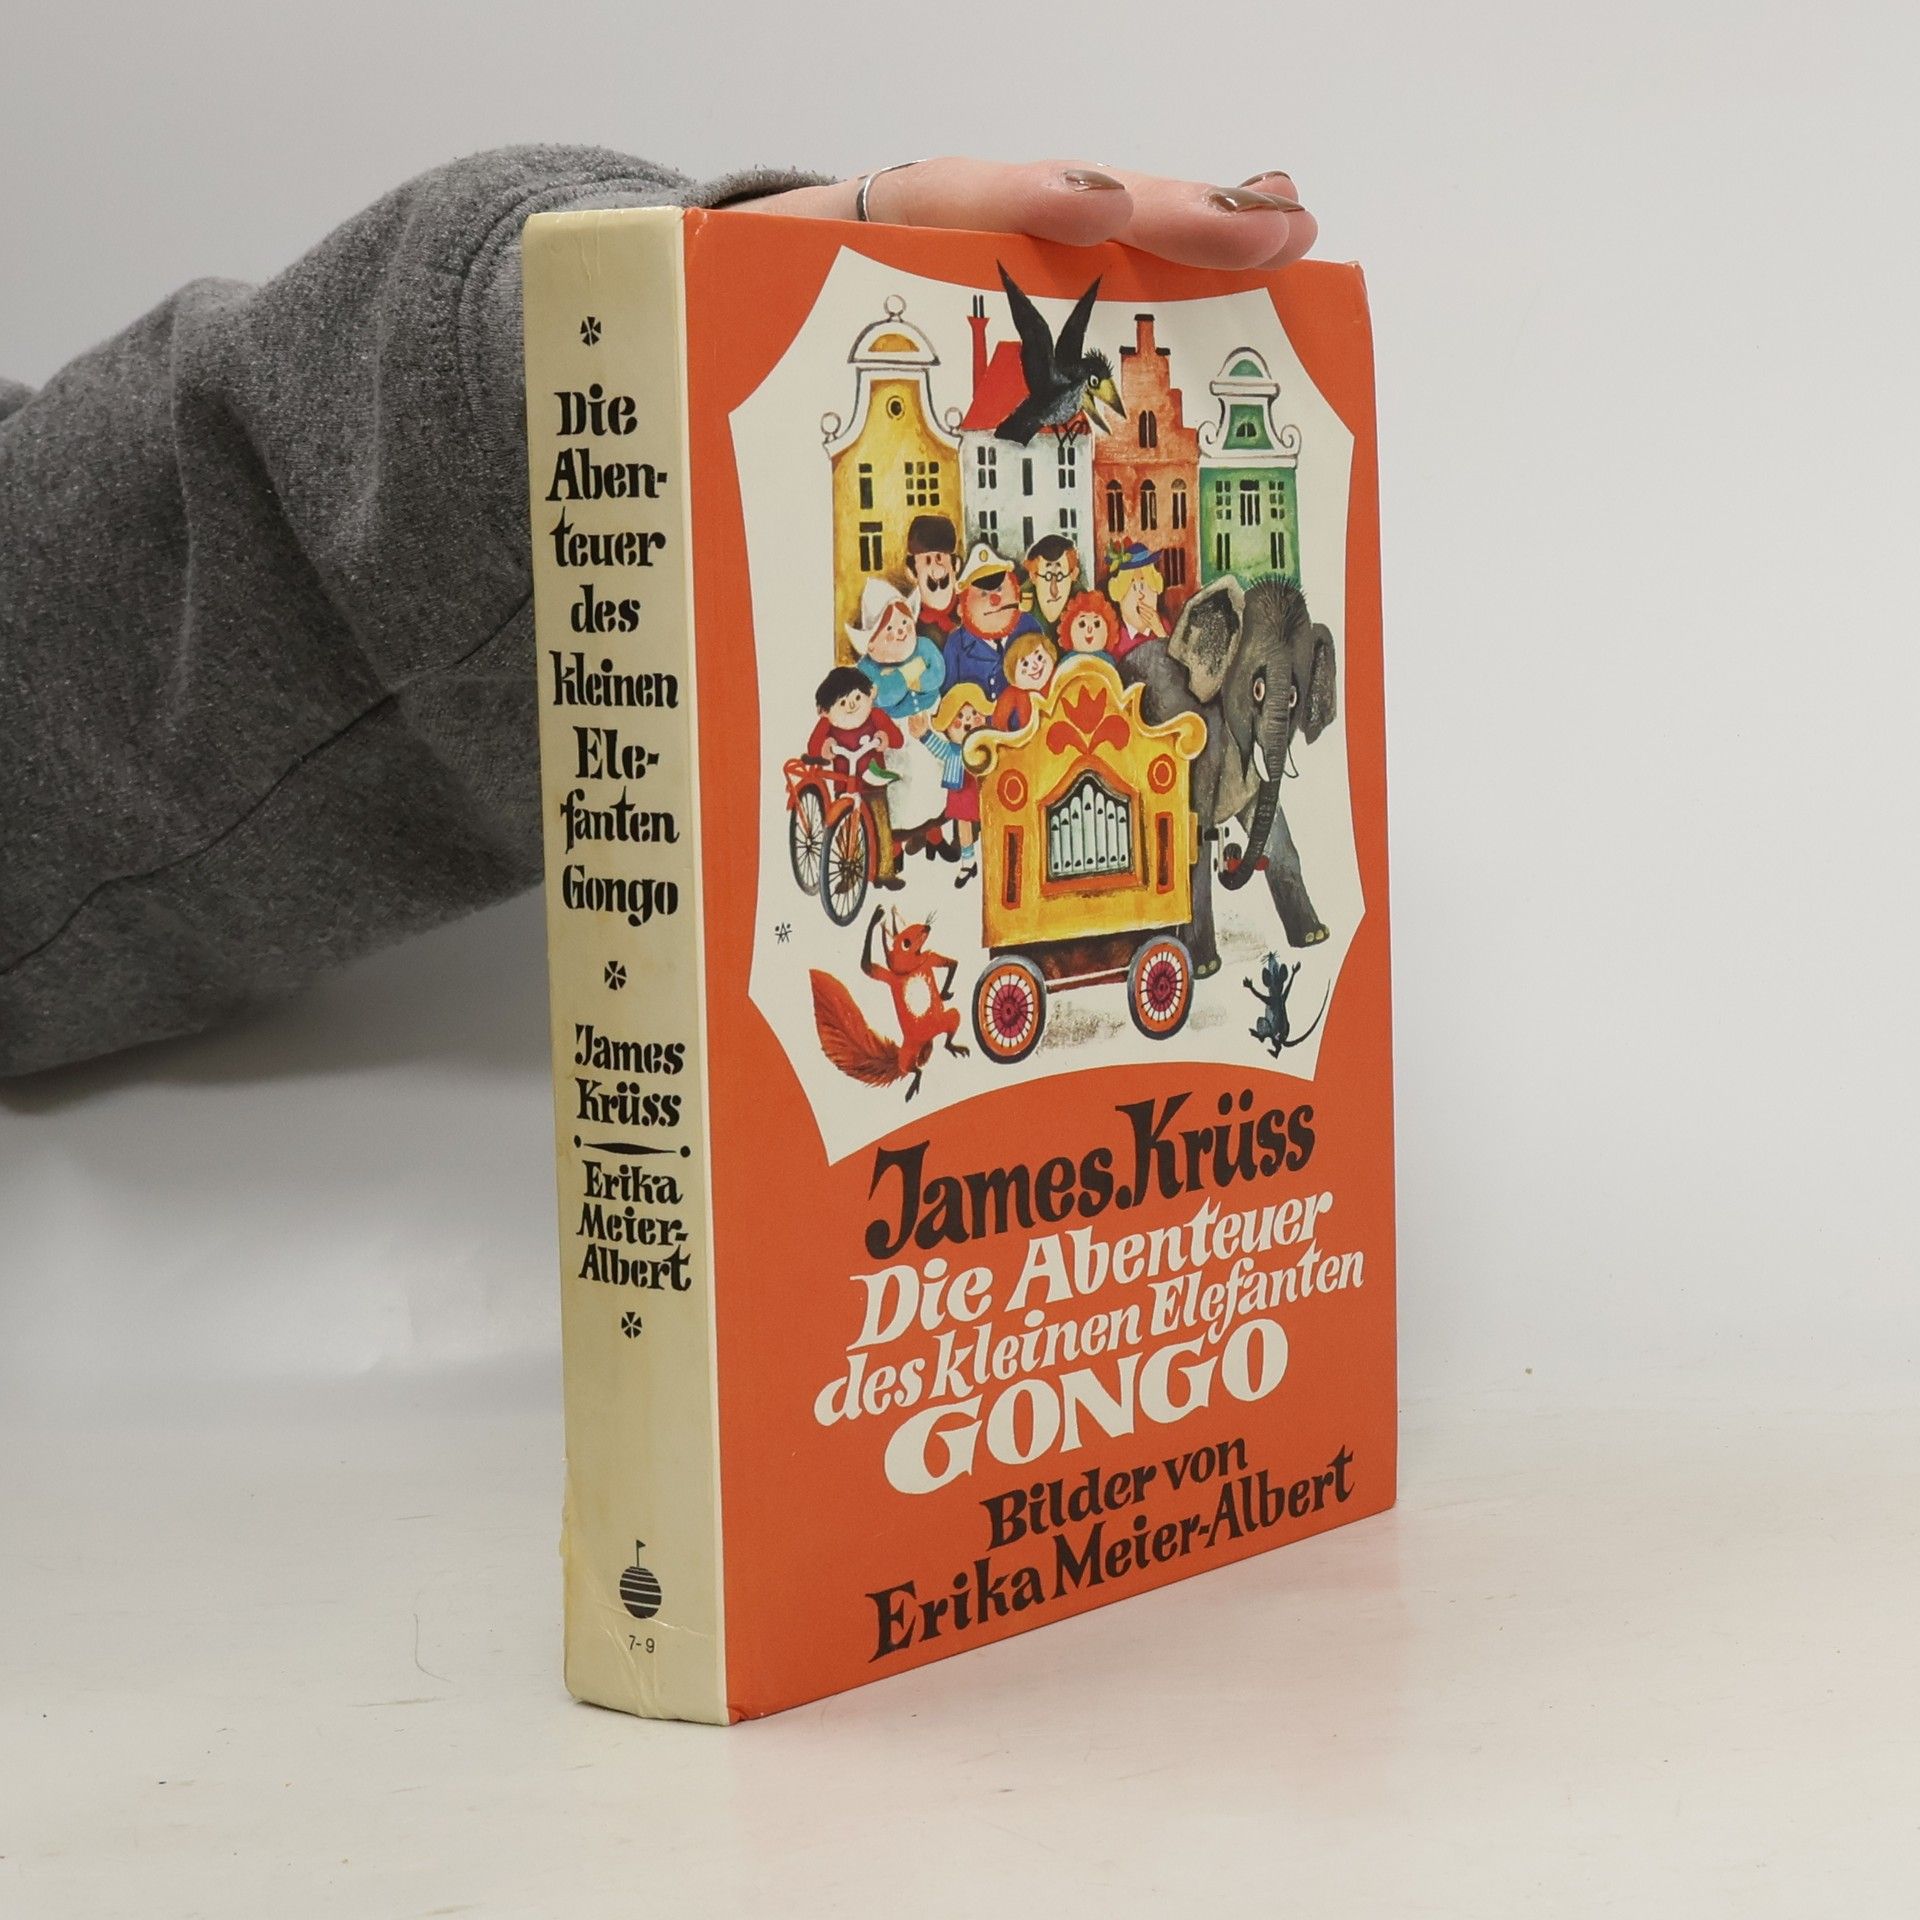 Die
Aben-
teuer
des
kleinen
Ele-
fanten
Gongo
James
Krüss
Erika
Meier-
Albert
7-9
James Krüss
Die Abenteuer
des kleinen Elefanten
GONGO
Bilder von
Erika Meier-Albert